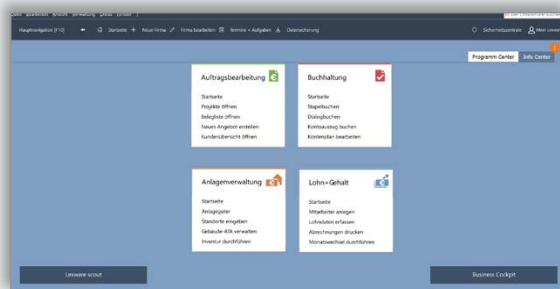 Hauptnavigation [F10] Startseite Neue Firma Firma bearbeiten Termine + Aufgaben Datensicherung Sicherheitszentrale Mein Lexware
Programm Center Info Center
1
Auftragsbearbeitung
Startseite
Projekte öffnen
Belegliste öffnen
Neues Angebot erstellen
Kundenübersicht öffnen
Buchhaltung
Startseite
Stapelbuchen
Dialogbuchen
Kontoauszug buchen
Kontenplan bearbeiten
Anlagenverwaltung
Startseite
Anlagegüter
Standorte eingeben
Gebäude-AfA verwalten
Inventur durchführen
Lohn+Gehalt
Startseite
Mitarbeiter anlegen
Lohndaten erfassen
Abrechnungen drucken
Monatswechsel durchführen
Lexware scout
Business Cockpit